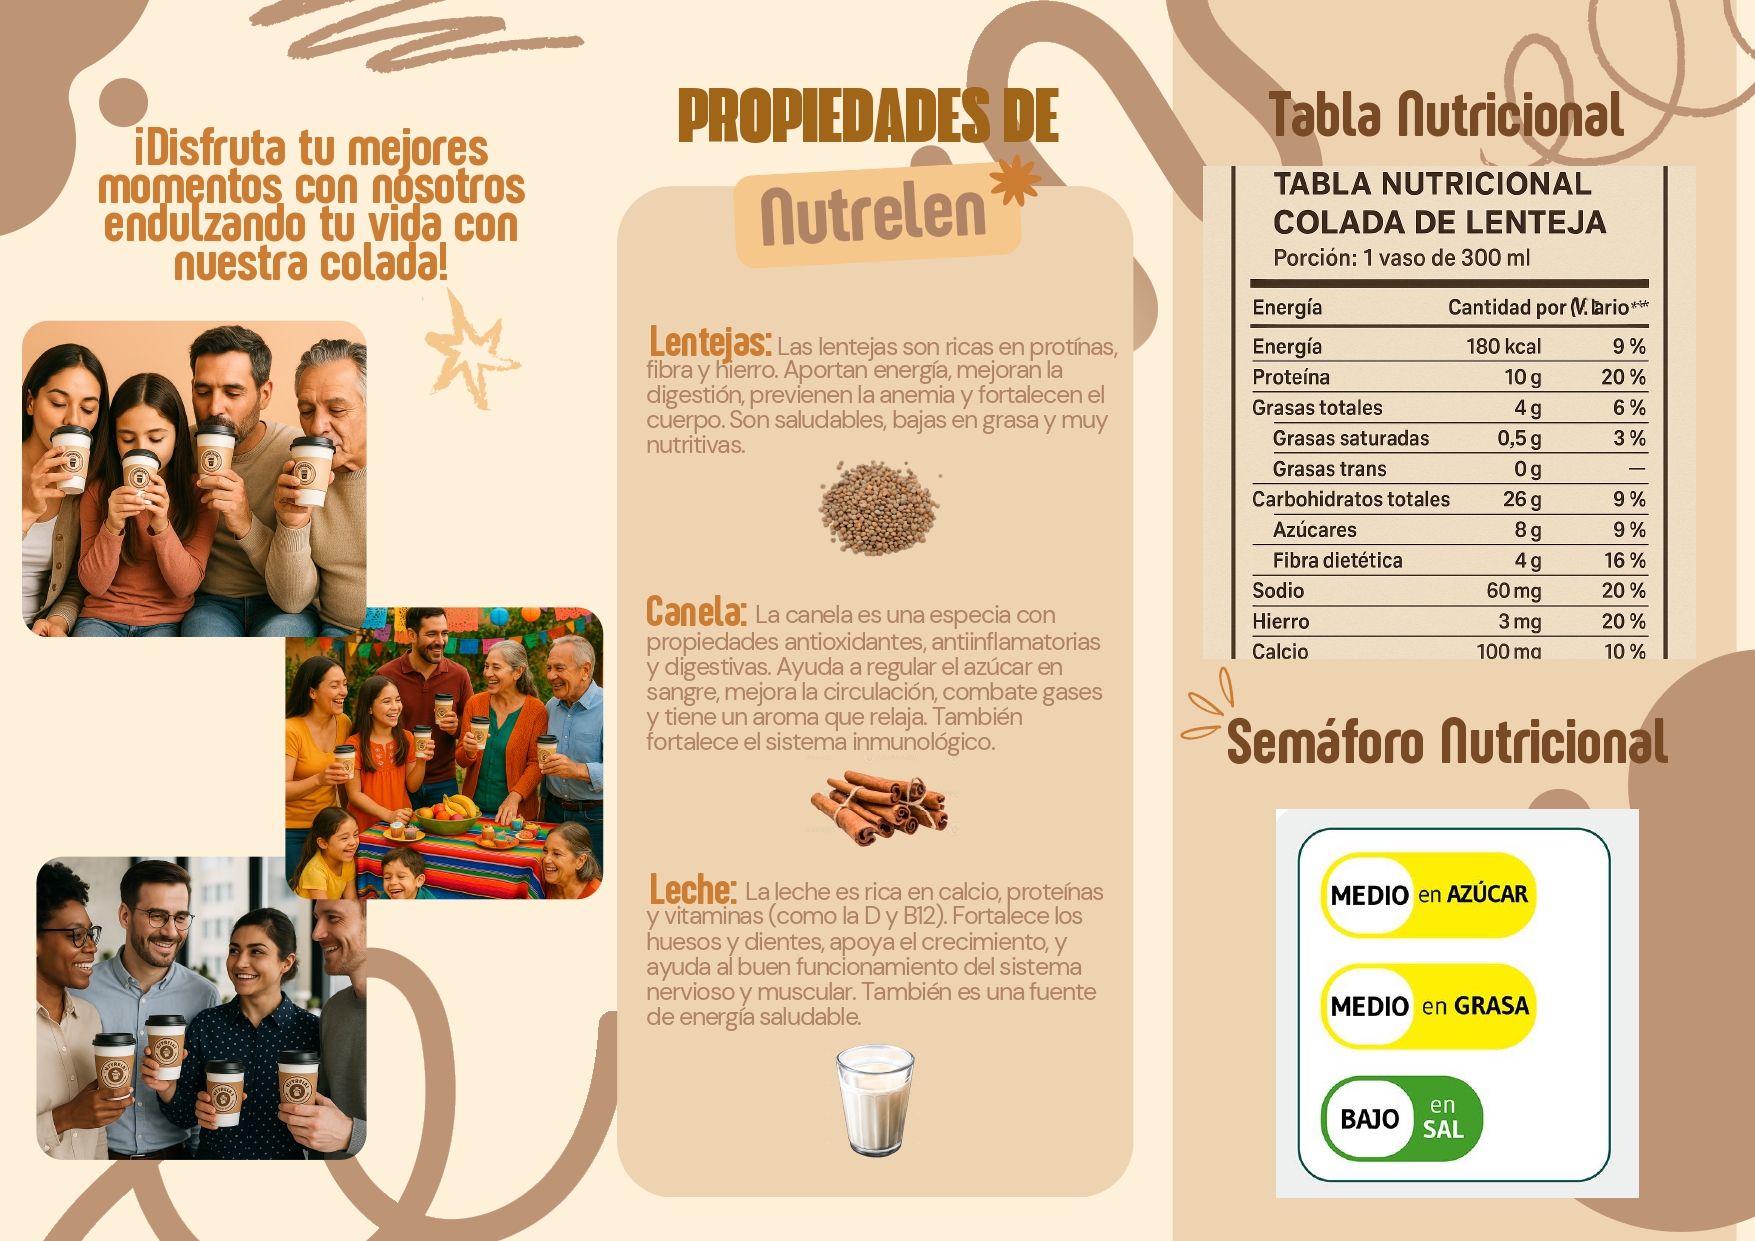 ¡Disfruta tu mejores
momentos con nosotros
endulzando tu vida con
nuestra colada!
PROPIEDADES DE
Nutrelen
Lentejas: Las lentejas son ricas en protínas,
fibra y hierro. Aportan energía, mejoran la
digestión, previenen la anemia y fortalecen el
cuerpo. Son saludables, bajas en grasa y muy
nutritivas.
Canela: La canela es una especia con
propiedades antioxidantes, antiinflamatorias
y digestivas. Ayuda a regular el azúcar en
sangre, mejora la circulación, combate gases
y tiene un aroma que relaja. También
fortalece el sistema inmunológico.
Leche: La leche es rica en calcio, proteínas
y vitaminas (como la D y B12). Fortalece los
huesos y dientes, apoya el crecimiento, y
ayuda al buen funcionamiento del sistema
nervioso y muscular. También es una fuente
de energía saludable.
Tabla Nutricional
TABLA NUTRICIONAL
COLADA DE LENTEJA
Porción: 1 vaso de 300 ml
Energía Cantidad por
Energía 180 kcal 9 %
Proteína 10 g 20 %
Grasas totales 4 g 6 %
Grasas saturadas 0,5 g 3 %
Grasas trans 0 g —
Carbohidratos totales 26 g 9 %
Azúcares 8 g 9 %
Fibra dietética 4 g 16 %
Sodio 60 mg 20 %
Hierro 3 mg 20 %
Calcio 100 mg 10 %
Semáforo Nutricional
MEDIO en AZÚCAR
MEDIO en GRASA
BAJO en SAL